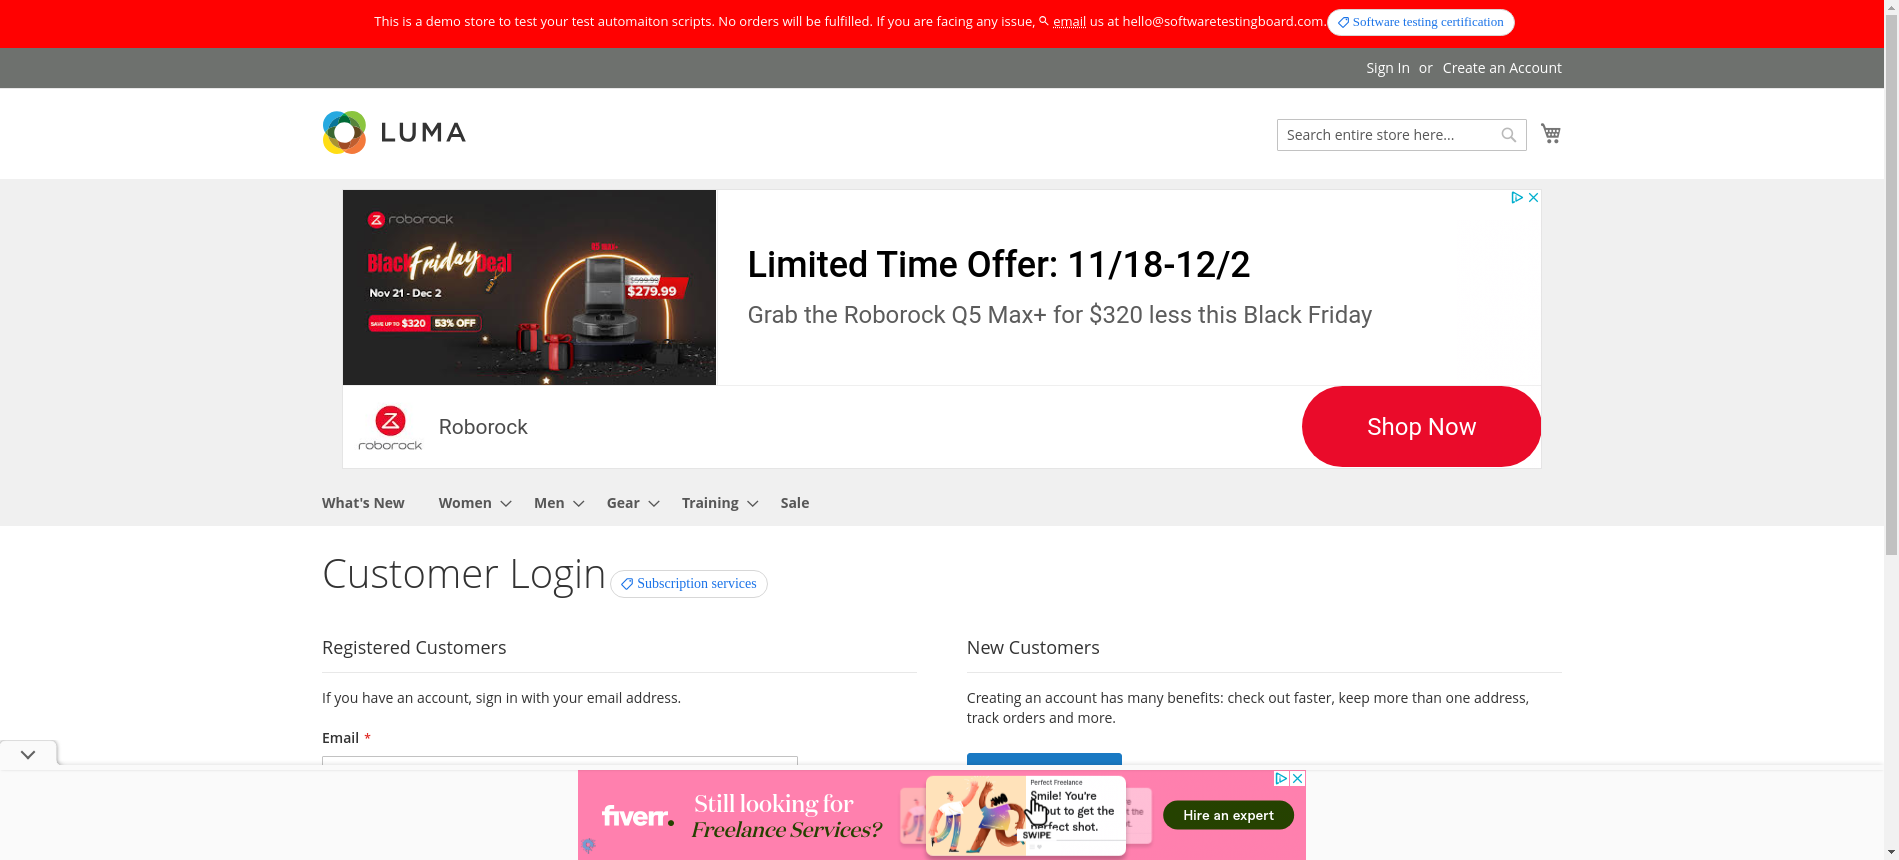 This is a demo store to test your test automaiton scripts. No orders will be fulfilled. If you are facing any issue, email us at hello@softwaretestingboard.com. Software testing certification
Sign In or Create an Account
LUMA
Search entire store here...
roborock
Black Friday Deal
Nov 21 - Dec 2
SAVE UP TO $320 53% OFF
Q5 max+
$599.99
$279.99
Limited Time Offer: 11/18-12/2
Grab the Roborock Q5 Max+ for $320 less this Black Friday
roborock
Roborock
Shop Now
What's New Women Men Gear Training Sale
Customer Login Subscription services
Registered Customers
If you have an account, sign in with your email address.
Email *
New Customers
Creating an account has many benefits: check out faster, keep more than one address,
track orders and more.
fiverr.
Still looking for
Freelance Services?
Perfect Freelance
Smile! You're
out to get the
perfect shot.
SWIPE
Hire an expert